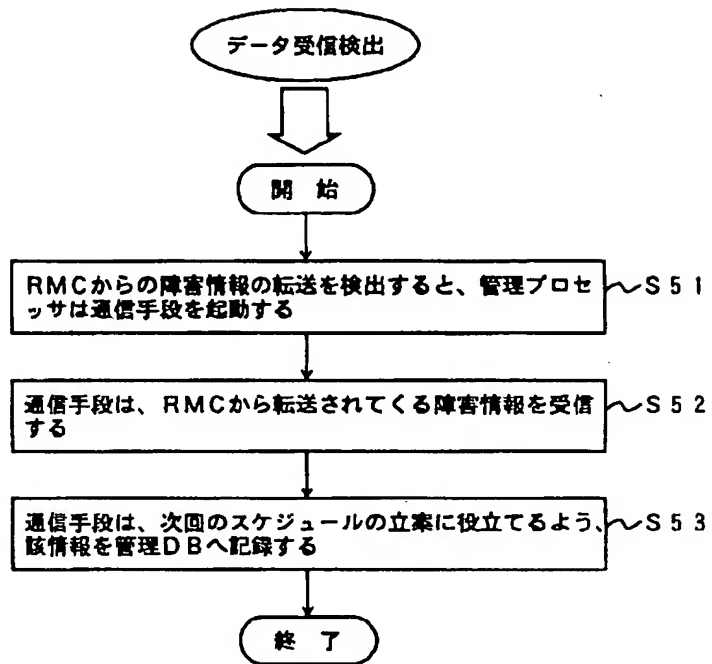 データ受信検出
開始
RMCからの障害情報の転送を検出すると、管理プロセ
ッサは通信手段を起動する
S51
通信手段は、RMCから転送されてくる障害情報を受信
する
S52
通信手段は、次回のスケジュールの立案に役立てるよう、
該情報を管理DBへ記録する
S53
終了